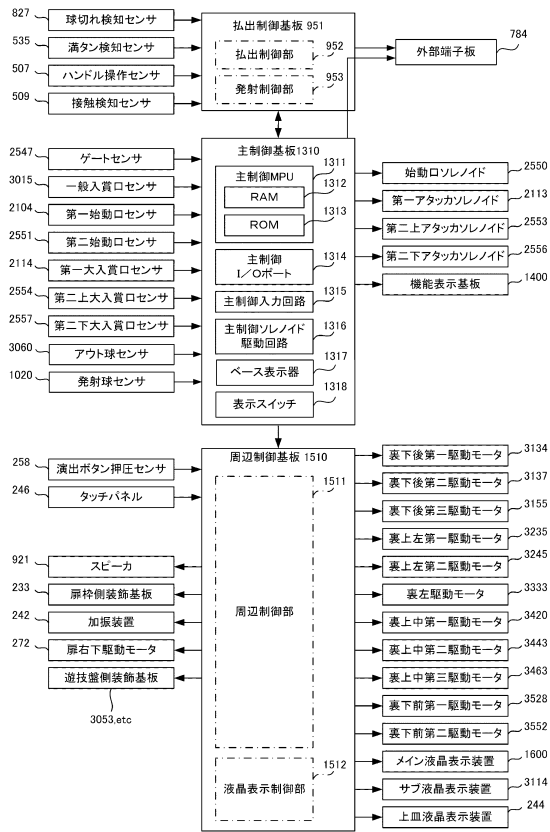 827 球切れ検知センサ
535 満タン検知センサ
507 ハンドル操作センサ
509 接触検知センサ
払出制御基板 951
払出制御部 952
発射制御部 953
外部端子板 784
2547 ゲートセンサ
3015 一般入賞口センサ
2104 第一始動口センサ
2551 第二始動口センサ
2114 第一大入賞口センサ
2554 第二上大入賞口センサ
2557 第二下大入賞口センサ
3060 アウト球センサ
1020 発射球センサ
主制御基板1310
主制御MPU 1311
RAM 1312
ROM 1313
主制御
I/Oポート 1314
主制御入力回路 1315
主制御ソレノイド
駆動回路 1316
ベース表示器 1317
表示スイッチ 1318
始動口ソレノイド 2550
第一アタッカソレノイド 2113
第二上アタッカソレノイド 2553
第二下アタッカソレノイド 2556
機能表示基板 1400
258 演出ボタン押圧センサ
246 タッチパネル
921 スピーカ
233 扉枠側装飾基板
242 加振装置
272 扉右下駆動モータ
遊技盤側装飾基板
3053,etc
周辺制御基板 1510
1511
周辺制御部
1512
液晶表示制御部
裏下後第一駆動モータ 3134
裏下後第二駆動モータ 3137
裏下後第三駆動モータ 3155
裏上左第一駆動モータ 3235
裏上左第二駆動モータ 3245
裏左駆動モータ 3333
裏上中第一駆動モータ 3420
裏上中第二駆動モータ 3443
裏上中第三駆動モータ 3463
裏下前第一駆動モータ 3528
裏下前第二駆動モータ 3552
メイン液晶表示装置 1600
サブ液晶表示装置 3114
上皿液晶表示装置 244